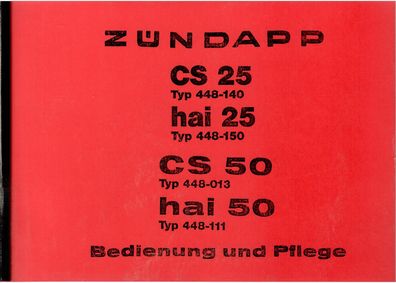 ZÜNDAPP
CS 25
Typ 448-140
hai 25
Typ 448-150
CS 50
Typ 448-013
hai 50
Typ 448-111
Bedienung und Pflege